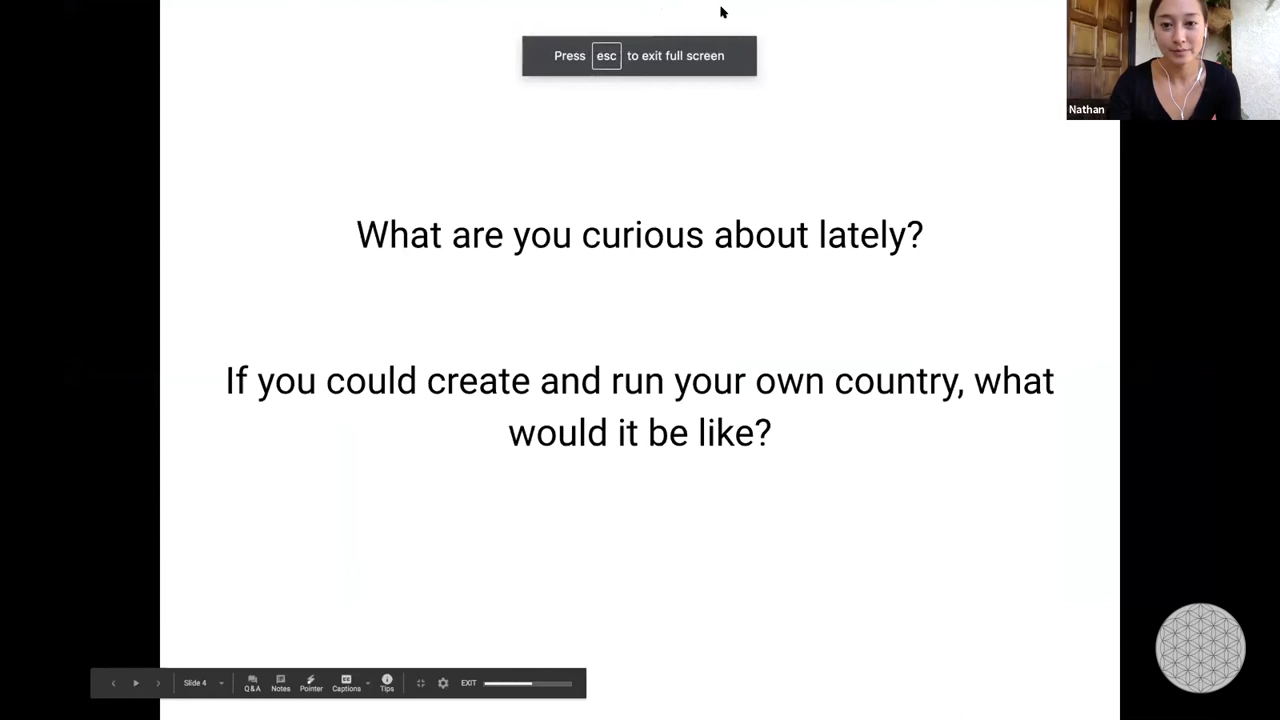 Press esc to exit full screen
Nathan
What are you curious about lately?
If you could create and run your own country, what
would it be like?
Slide 4
Q&A
Notes
Pointer
CC
Captions
Tips
EXIT